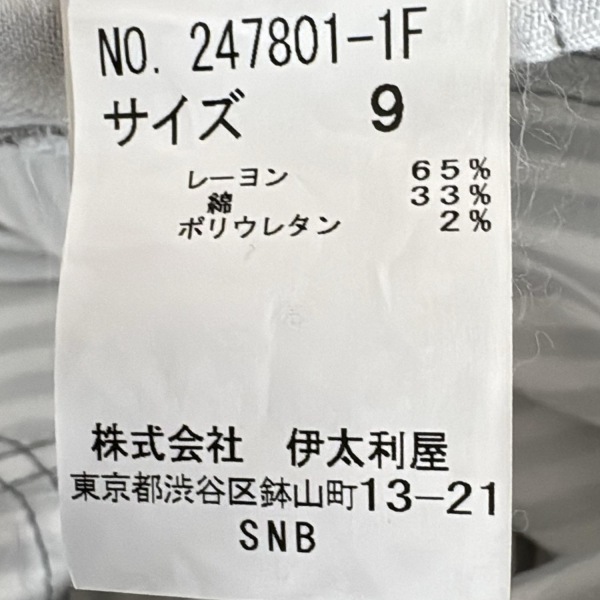 NO. 247801-1F
サイズ 9
レーヨン 65%
綿 33%
ポリウレタン 2%
株式会社 伊太利屋
東京都渋谷区鉢山町13-21
SNB